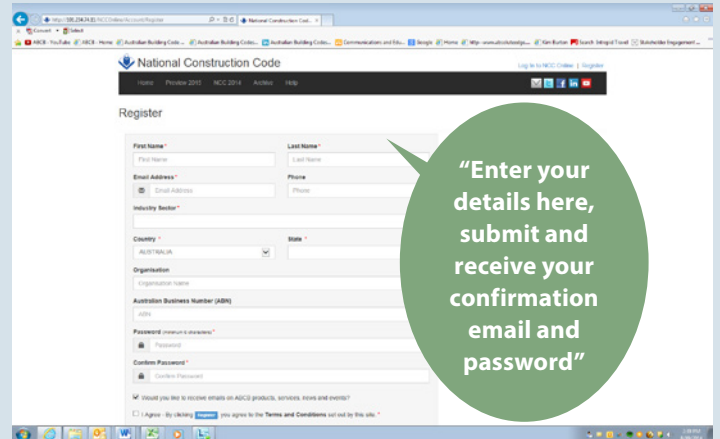 National Construction Code
Log in to NCC Online | Register
Home Preview 2015 NCC 2014 Archive Help
Register
First Name *
Last Name *
First Name
Last Name
Email Address *
Phone
Email Address
Phone
Industry Sector *
Country *
State *
AUSTRALIA
Organisation
Organisation Name
Australian Business Number (ABN)
ABN
Password (minimum 6 characters) *
Password
Confirm Password *
Confirm Password
Would you like to receive emails on ABCB products, services, news and events?
I Agree - By clicking Register you agree to the Terms and Conditions set out by this site. *
“Enter your
details here,
submit and
receive your
confirmation
email and
password”